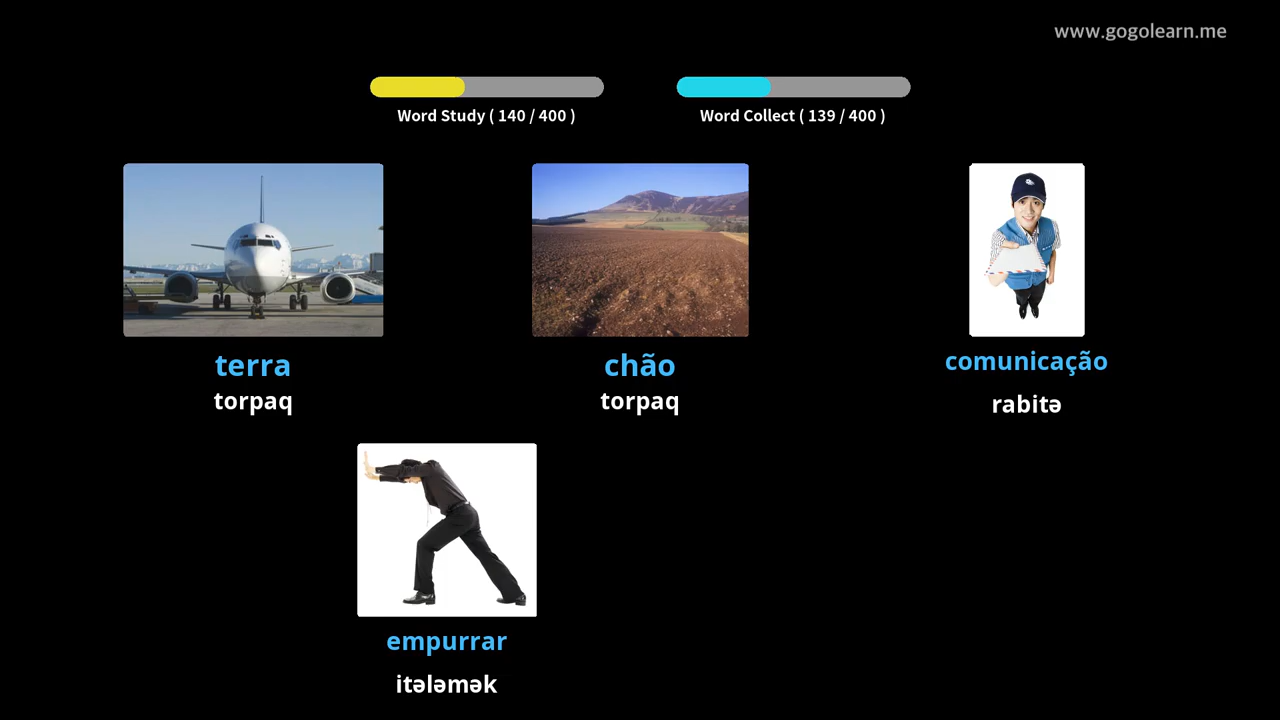 www.gogolearn.me
Word Study ( 140 / 400 )
Word Collect ( 139 / 400 )
terra
torpaq
chão
torpaq
comunicação
rabitə
empurrar
itələmək